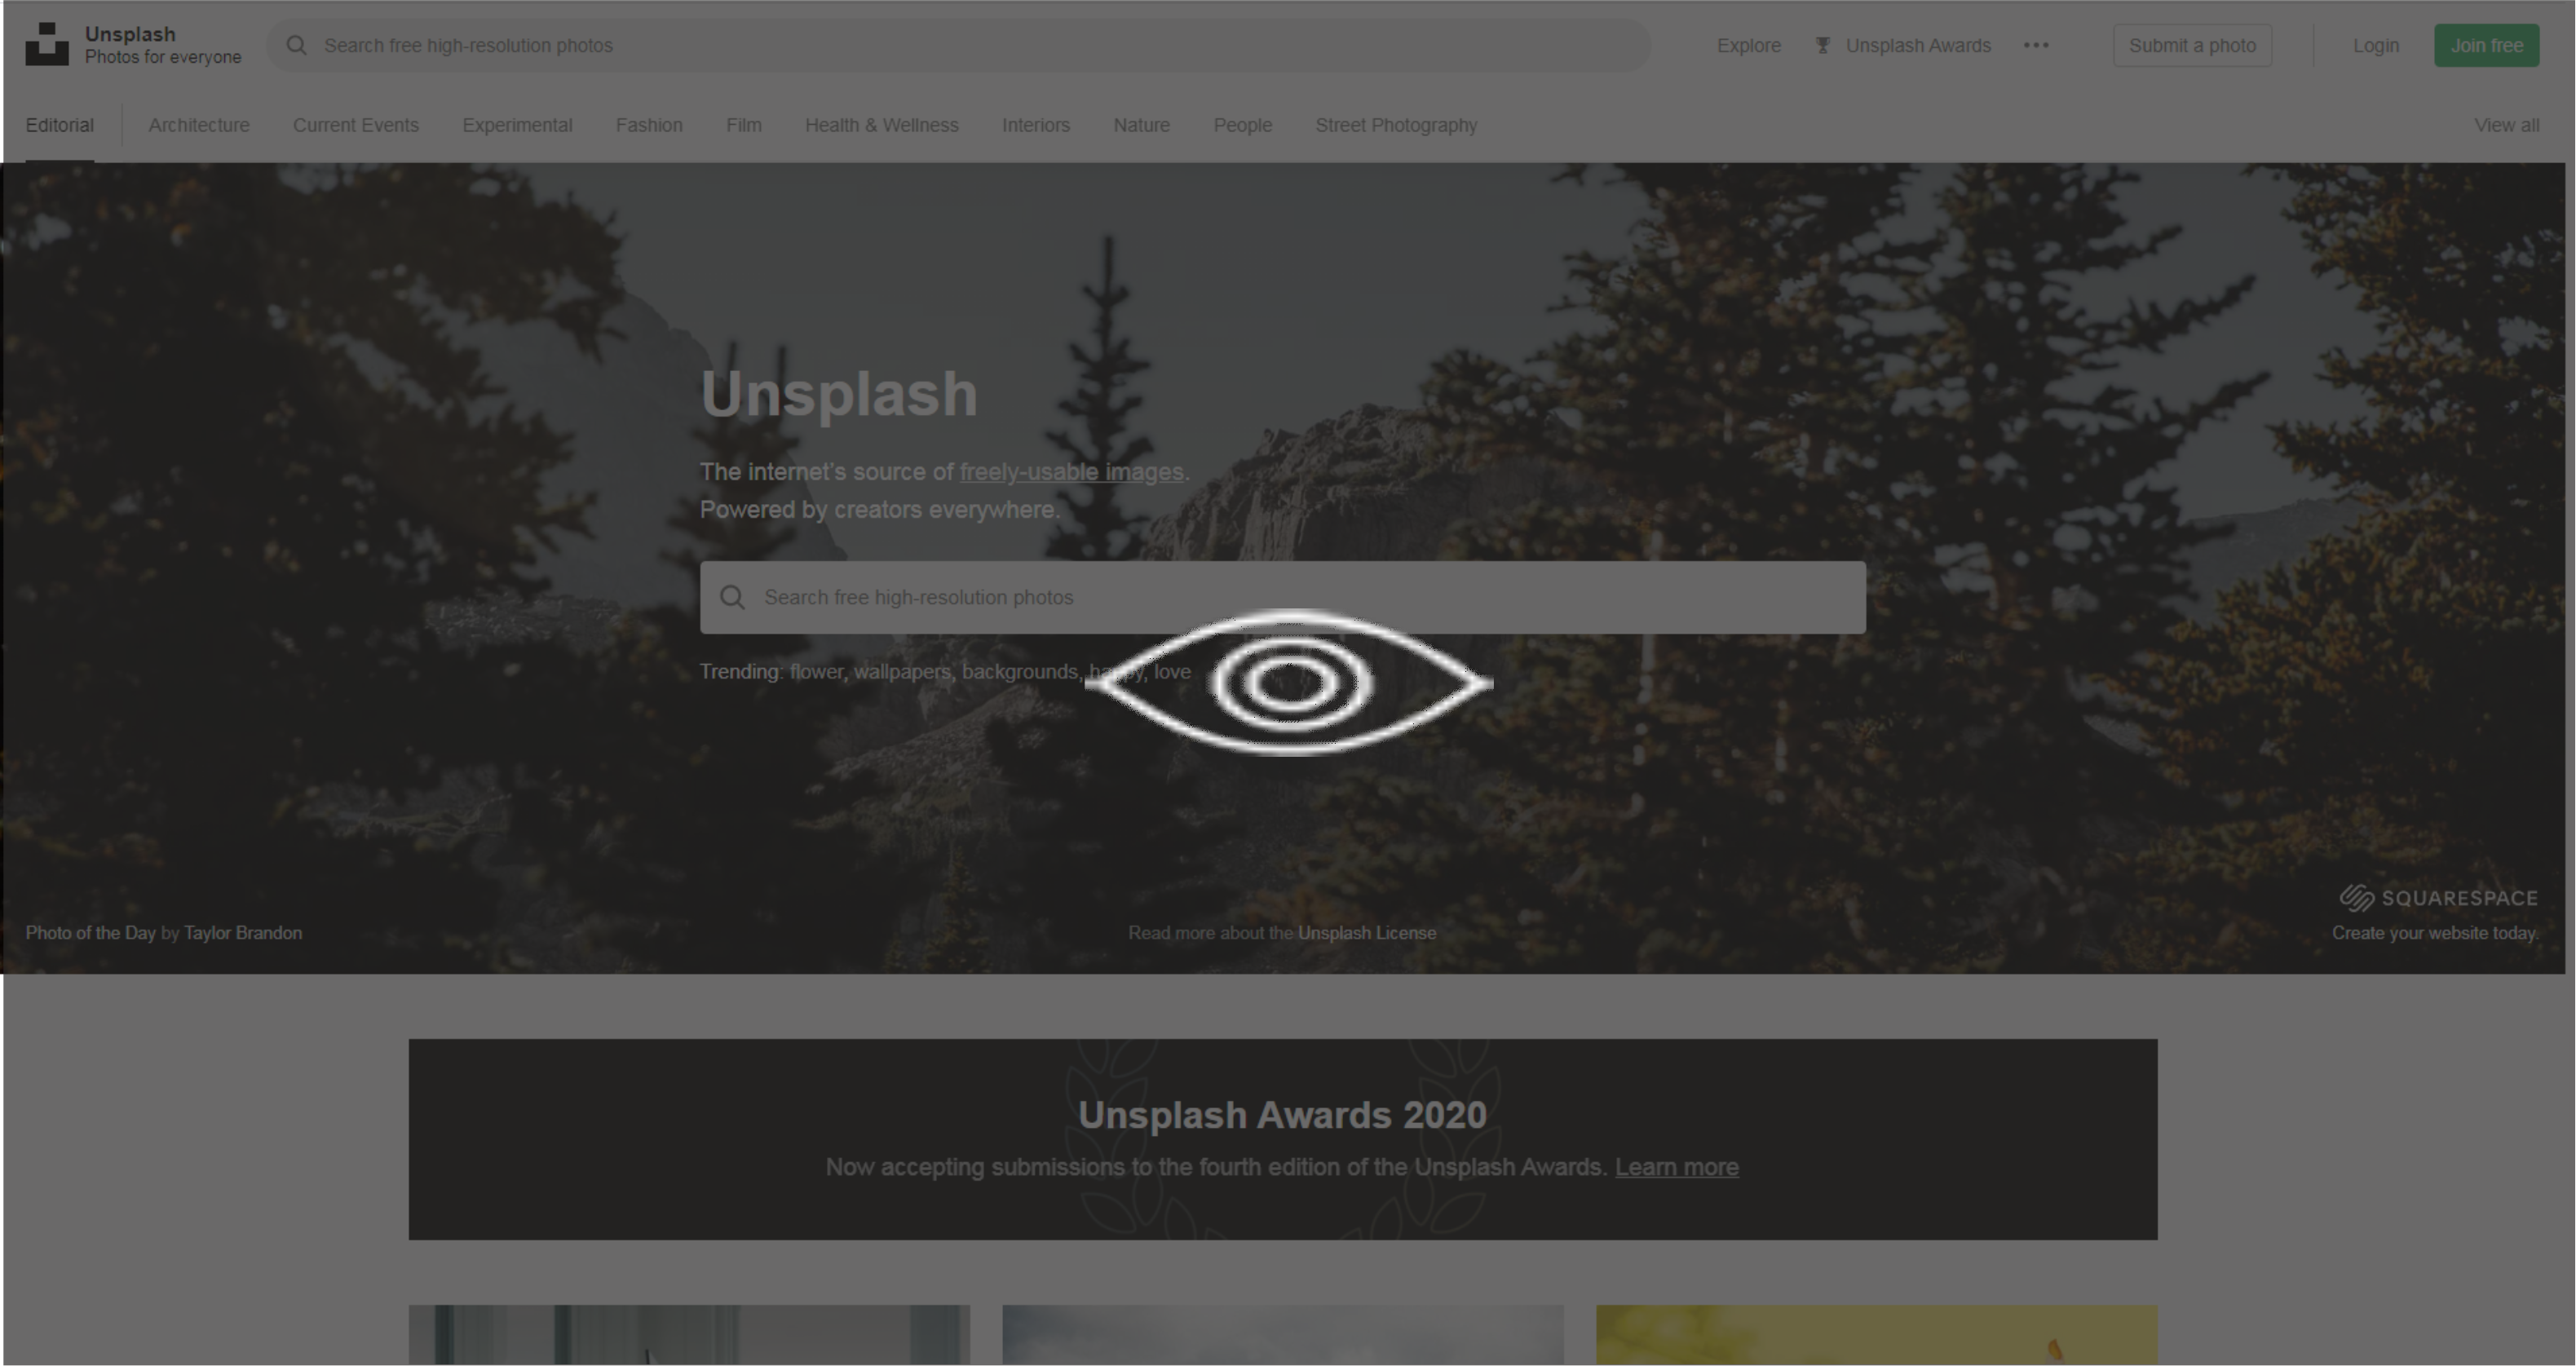 Unsplash
Photos for everyone
Search free high-resolution photos
Explore
Unsplash Awards
Submit a photo
Login
Join free
Editorial
Architecture
Current Events
Experimental
Fashion
Film
Health & Wellness
Interiors
Nature
People
Street Photography
View all
Unsplash
The internet's source of freely-usable images.
Powered by creators everywhere.
Search free high-resolution photos
Trending: flower, wallpapers, backgrounds, happy, love
SQUARESPACE
Photo of the Day by Taylor Brandon
Read more about the Unsplash License
Create your website today.
Unsplash Awards 2020
Now accepting submissions to the fourth edition of the Unsplash Awards. Learn more